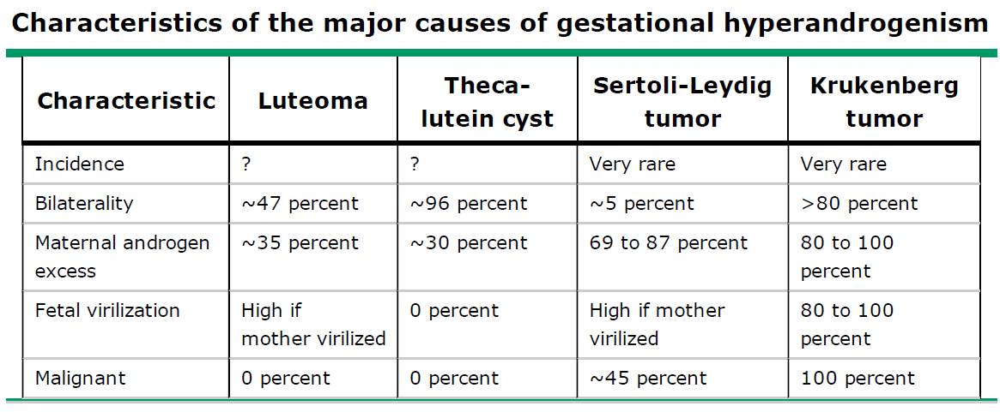 Characteristics of the major causes of gestational hyperandrogenism
Characteristic Luteoma Theca-lutein cyst Sertoli-Leydig tumor Krukenberg tumor
Incidence ? ? Very rare Very rare
Bilaterality ~47 percent ~96 percent ~5 percent >80 percent
Maternal androgen excess ~35 percent ~30 percent 69 to 87 percent 80 to 100 percent
Fetal virilization High if mother virilized 0 percent High if mother virilized 80 to 100 percent
Malignant 0 percent 0 percent ~45 percent 100 percent